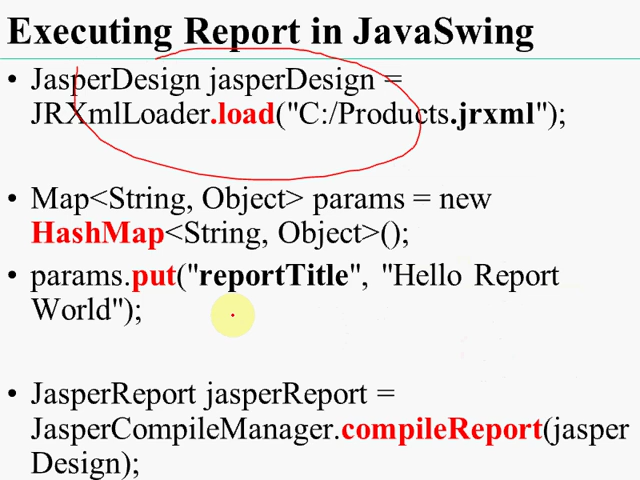 Executing Report in JavaSwing
• JasperDesign jasperDesign =
JRXmlLoader.load("C:/Products.jrxml");
• Map<String, Object> params = new
HashMap<String, Object>();
• params.put("reportTitle", "Hello Report
World");
• JasperReport jasperReport =
JasperCompileManager.compileReport(jasper
Design);